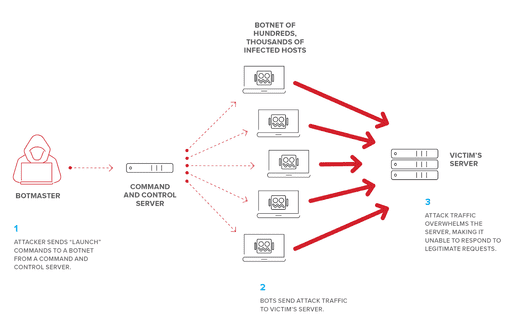 BOTNET OF
HUNDREDS,
THOUSANDS OF
INFECTED HOSTS
BOTMASTER
COMMAND
AND CONTROL
SERVER
VICTIM'S
SERVER
1
ATTACKER SENDS "LAUNCH"
COMMANDS TO A BOTNET
FROM A COMMAND AND
CONTROL SERVER.
2
BOTS SEND ATTACK TRAFFIC
TO VICTIM'S SERVER.
3
ATTACK TRAFFIC
OVERWHELMS THE
SERVER, MAKING IT
UNABLE TO RESPOND TO
LEGITIMATE REQUESTS.